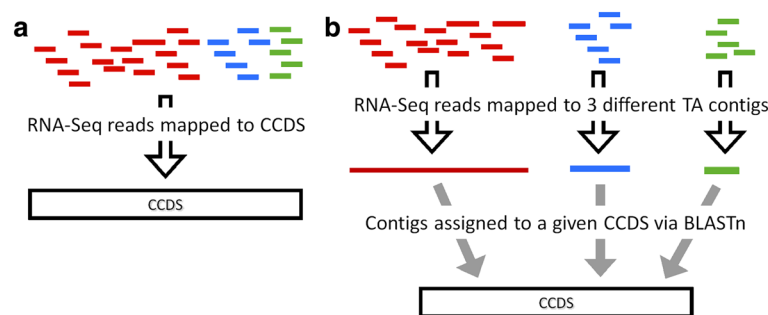 a
RNA-Seq reads mapped to CCDS
CCDS
b
RNA-Seq reads mapped to 3 different TA contigs
Contigs assigned to a given CCDS via BLASTn
CCDS